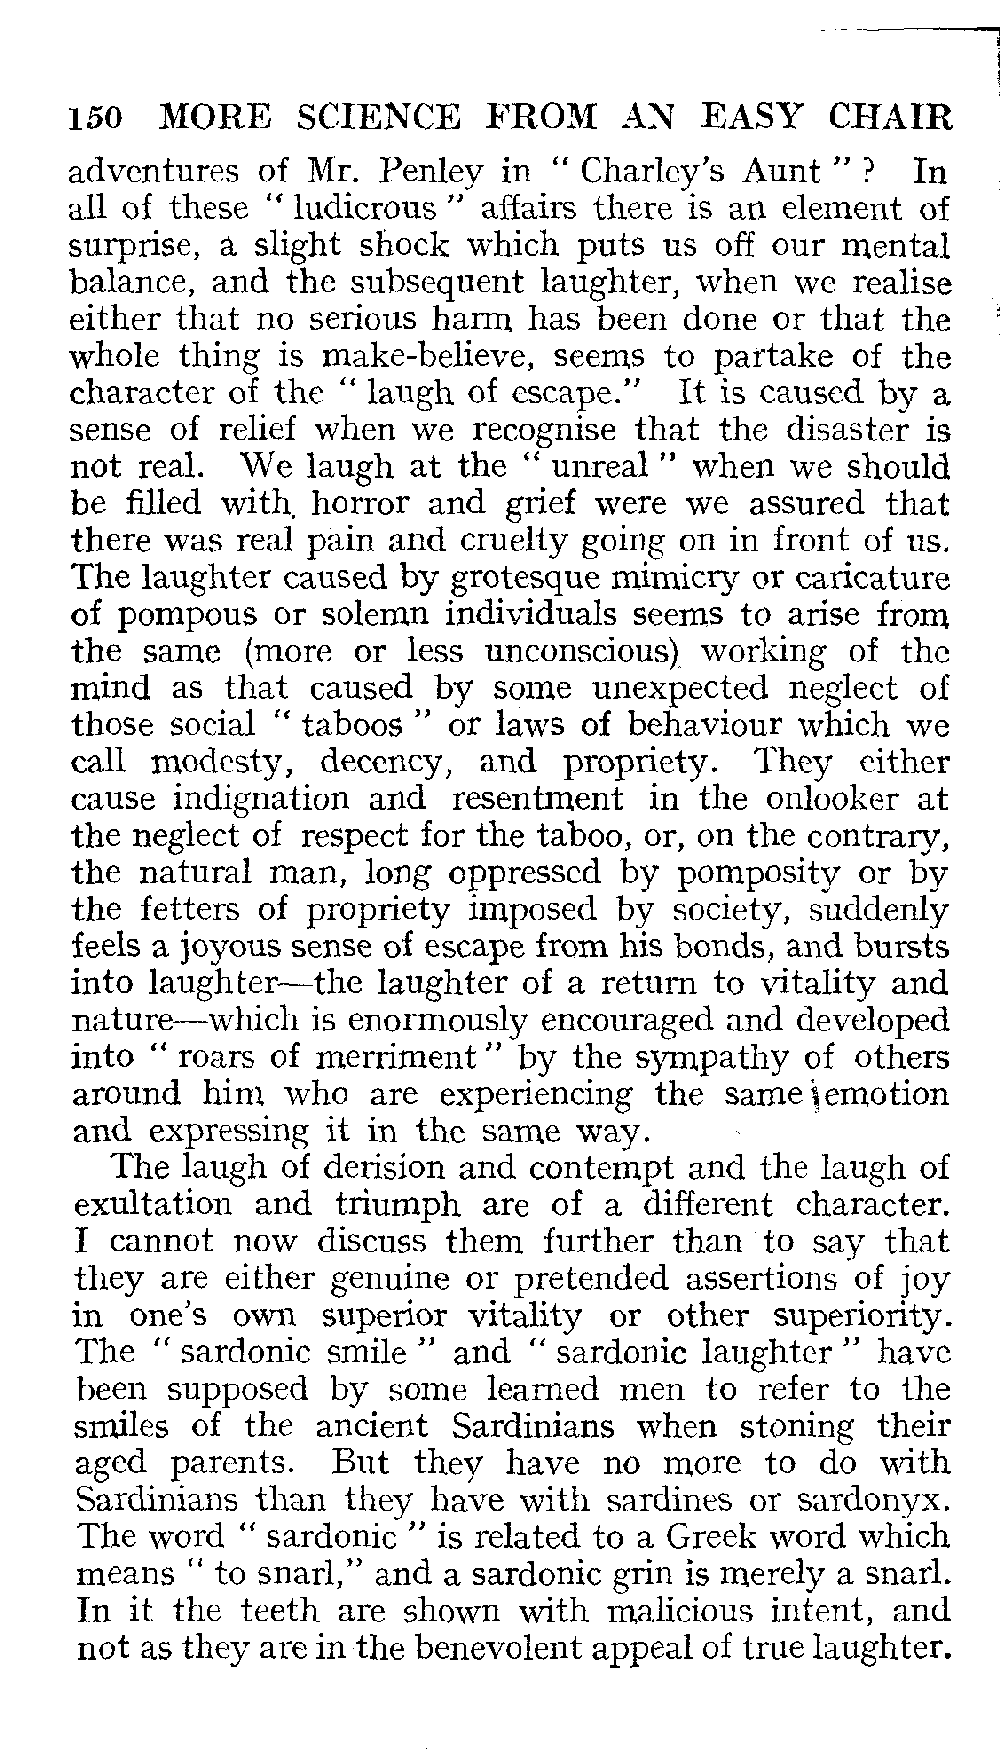 150 MORE SCIENCE FROM AN EASY CHAIR
adventures of Mr. Penley in " Charley's Aunt " ? In
all of these " ludicrous " affairs there is an element of
surprise, a slight shock which puts us off our mental
balance, and the subsequent laughter, when we realise
either that no serious harm has been done or that the
whole thing is make-believe, seems to partake of the
character of the " laugh of escape." It is caused by a
sense of relief when we recognise that the disaster is
not real. We laugh at the " unreal " when we should
be filled with horror and grief were we assured that
there was real pain and cruelty going on in front of us.
The laughter caused by grotesque mimicry or caricature
of pompous or solemn individuals seems to arise from
the same (more or less unconscious) working of the
mind as that caused by some unexpected neglect of
those social " taboos " or laws of behaviour which we
call modesty, decency, and propriety. They either
cause indignation and resentment in the onlooker at
the neglect of respect for the taboo, or, on the contrary,
the natural man, long oppressed by pomposity or by
the fetters of propriety imposed by society, suddenly
feels a joyous sense of escape from his bonds, and bursts
into laughter—the laughter of a return to vitality and
nature—which is enormously encouraged and developed
into " roars of merriment " by the sympathy of others
around him who are experiencing the same emotion
and expressing it in the same way.
The laugh of derision and contempt and the laugh of
exultation and triumph are of a different character.
I cannot now discuss them further than to say that
they are either genuine or pretended assertions of joy
in one's own superior vitality or other superiority.
The " sardonic smile " and " sardonic laughter " have
been supposed by some learned men to refer to the
smiles of the ancient Sardinians when stoning their
aged parents. But they have no more to do with
Sardinians than they have with sardines or sardonyx.
The word " sardonic " is related to a Greek word which
means " to snarl," and a sardonic grin is merely a snarl.
In it the teeth are shown with malicious intent, and
not as they are in the benevolent appeal of true laughter.